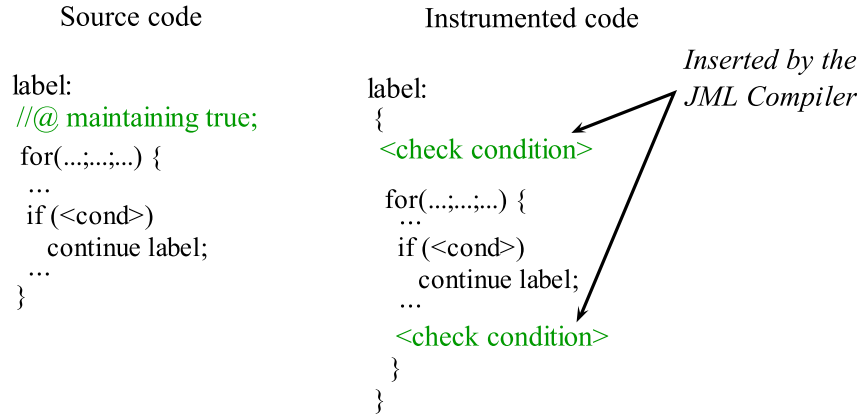 Source code
label:
//@ maintaining true;
for(...;...;...) {
...
if (<cond>)
continue label;
...
}
Instrumented code
label:
{
<check condition>
for(...;...;...) {
...
if (<cond>)
continue label;
...
<check condition>
}
}
Inserted by the
JML Compiler